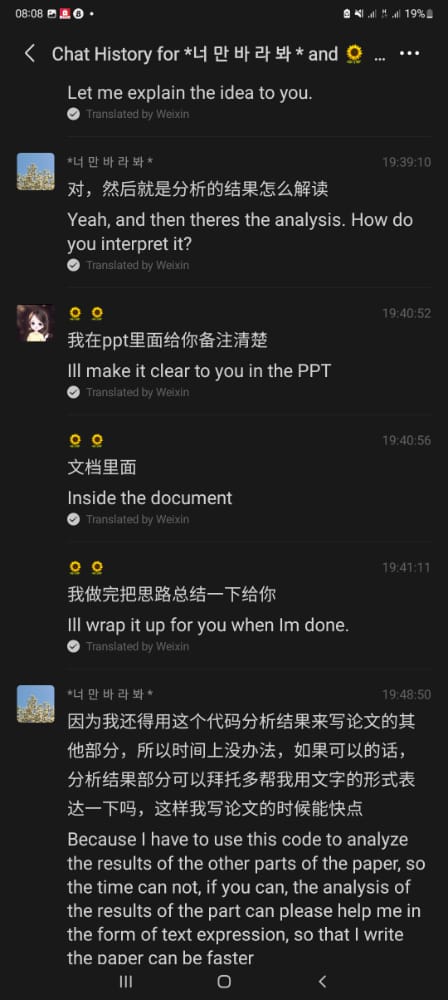 08:08
19%
Chat History for *너 만 바 라 봐 * and 🌻 ...
Let me explain the idea to you.
Translated by Weixin
*너 만 바 라 봐 *
19:39:10
对，然后就是分析的结果怎么解读
Yeah, and then theres the analysis. How do
you interpret it?
Translated by Weixin
🌻 🌻
19:40:52
我在ppt里面给你备注清楚
Ill make it clear to you in the PPT
Translated by Weixin
🌻 🌻
19:40:56
文档里面
Inside the document
Translated by Weixin
🌻 🌻
19:41:11
我做完把思路总结一下给你
Ill wrap it up for you when Im done.
Translated by Weixin
*너 만 바 라 봐 *
19:48:50
因为我还得用这个代码分析结果来写论文的其
他部分，所以时间上没办法，如果可以的话，
分析结果部分可以拜托多帮我用文字的形式表
达一下吗，这样我写论文的时候能快点
Because I have to use this code to analyze
the results of the other parts of the paper, so
the time can not, if you can, the analysis of
the results of the part can please help me in
the form of text expression, so that I write
the paper can be faster